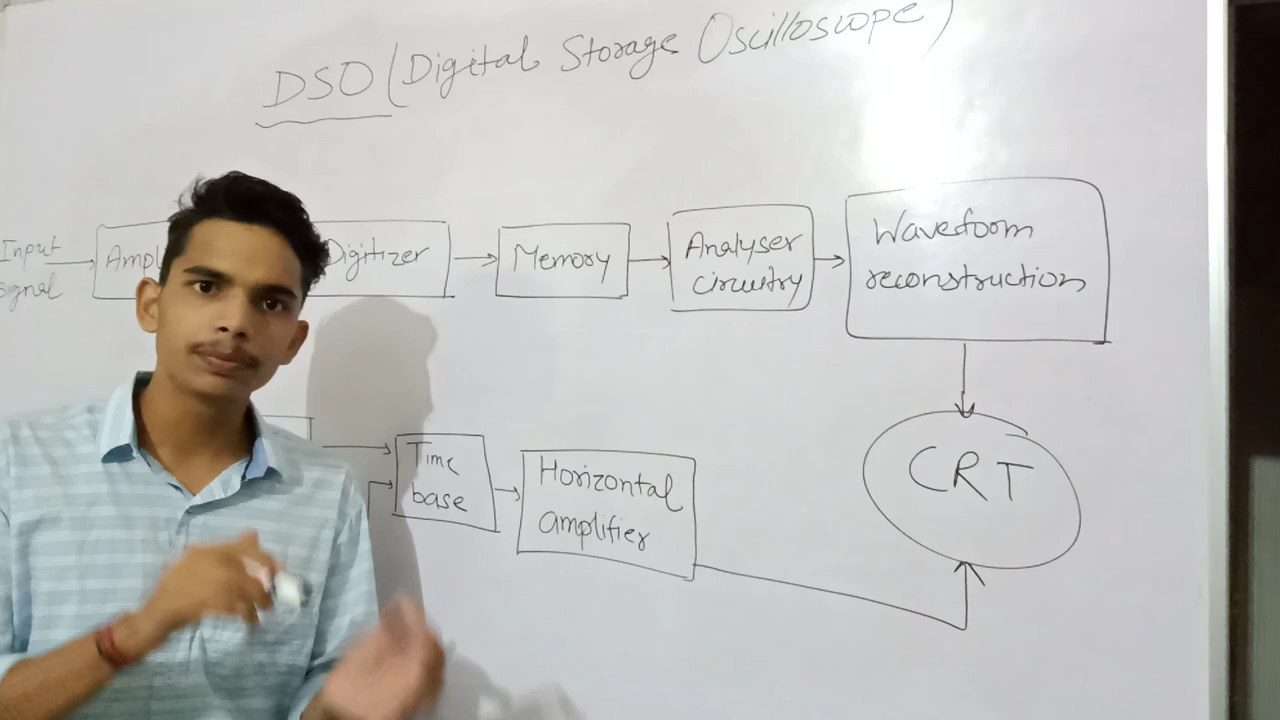 DSO (Digital Storage Oscilloscope)
Input
signal
Digitizer
Memory
Analyser
circuitry
Waveform
reconstruction
CRT
Time
base
Horizontal
amplifier